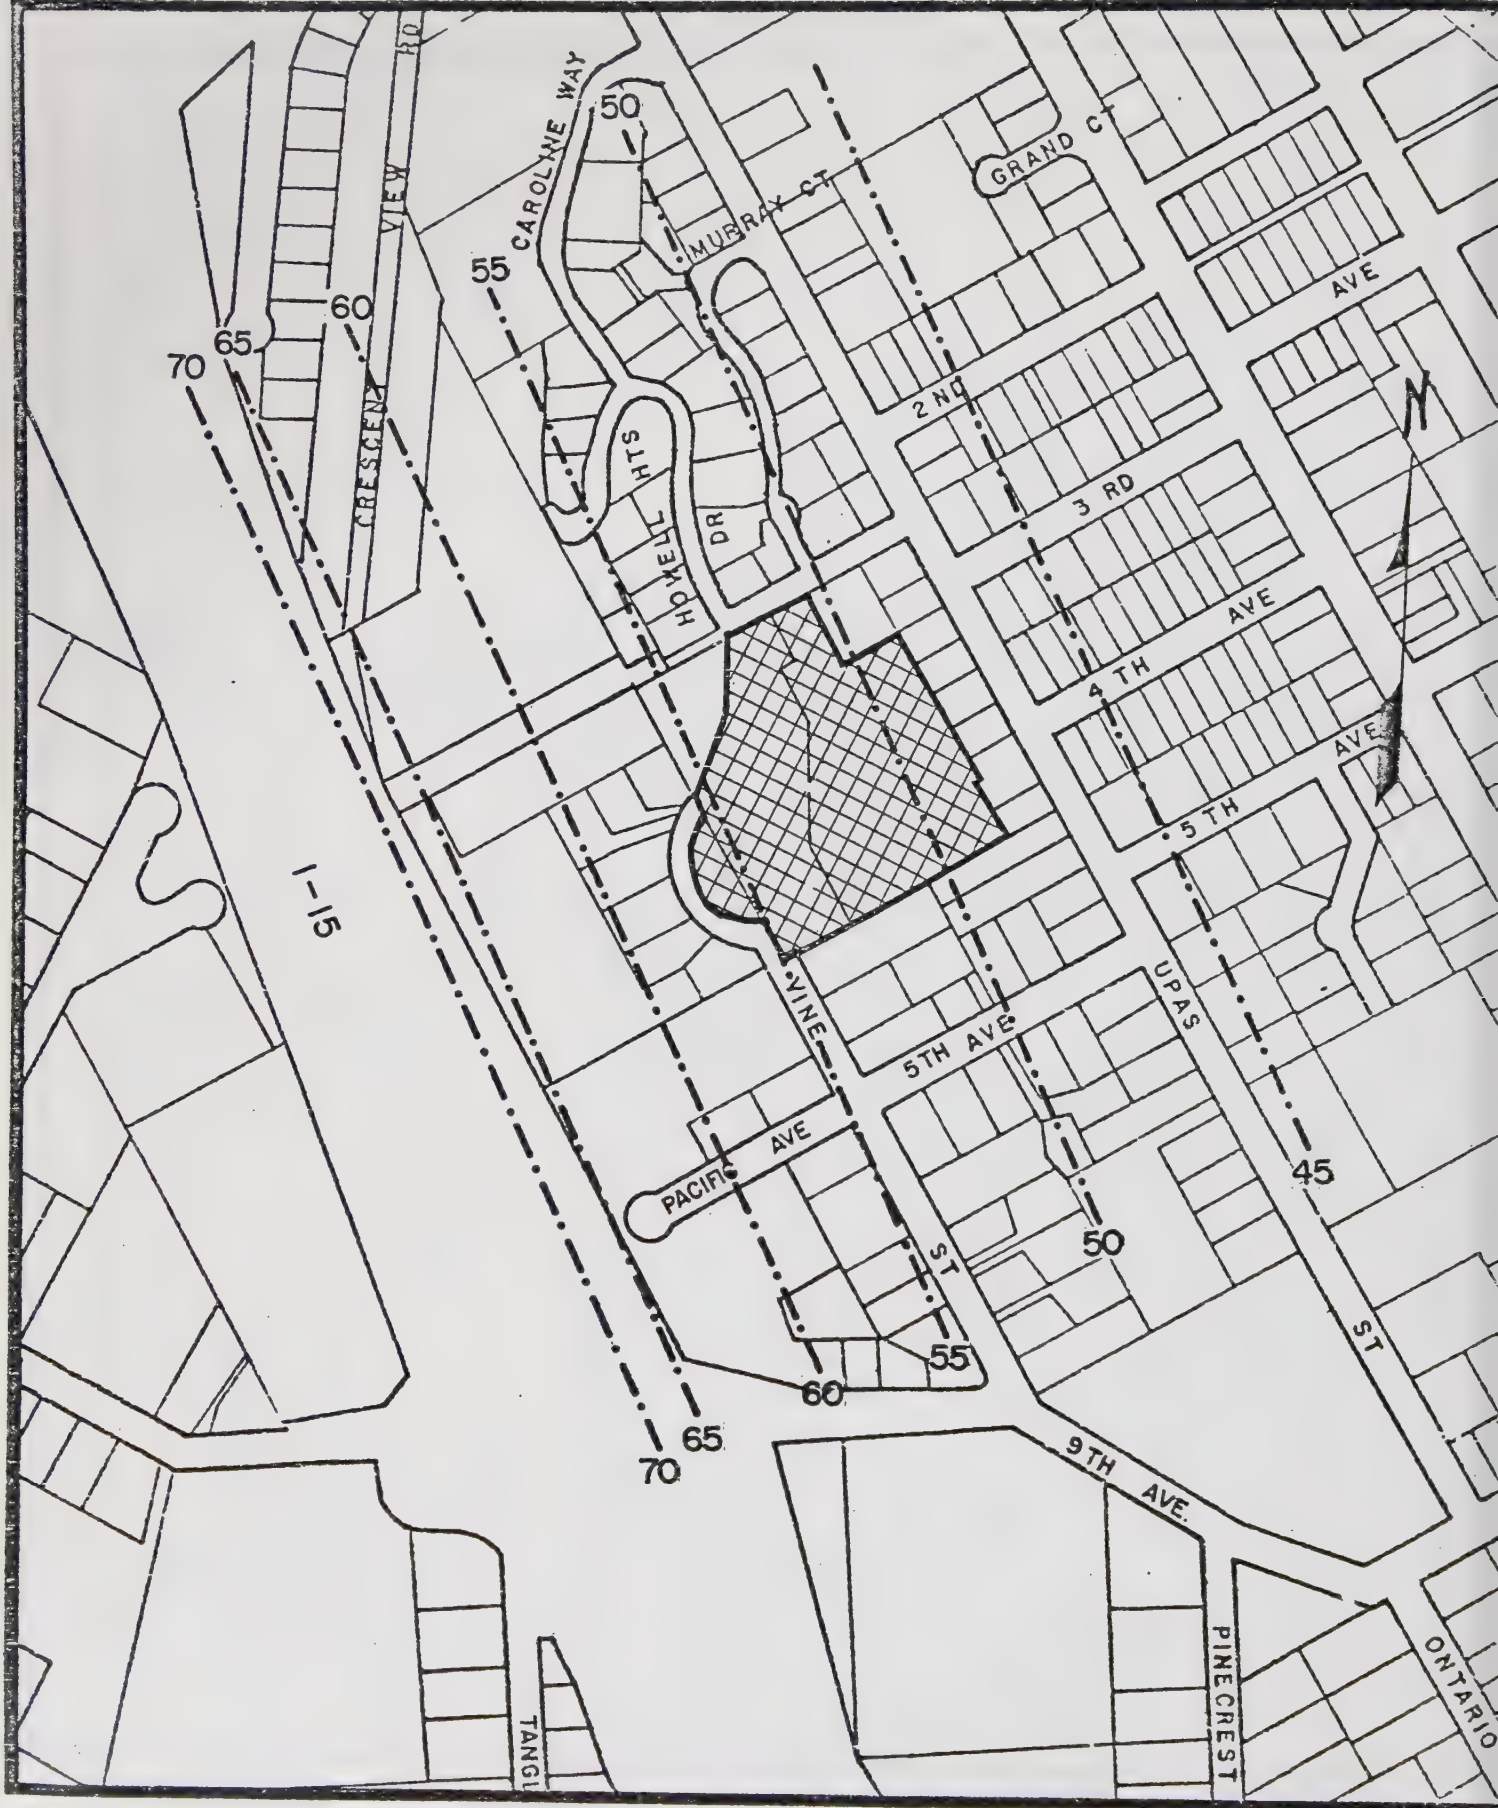 RD
VIEW
CRESCENT
CAROLINE WAY
50
MURRAY CT
GRAND CT
55
60
65
70
AVE
2ND
N
HOWELL HTS
DR
3 RD
AVE
4 TH
AVE
5 TH
I-15
VINE
UPAS
5TH AVE
AVE
PACIFIC
45
50
ST
ST
55
60
65
70
9TH AVE.
PINECREST
ONTARIO